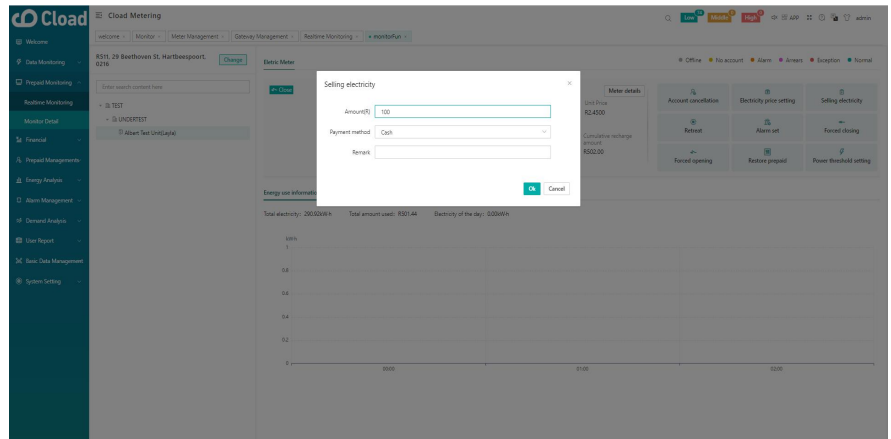 Cload
Cload Metering
Low
Middle
High
APP
admin
welcome
Monitor
Meter Management
Gateway Management
Realtime Monitoring
monitorFun
Welcome
Data Monitoring
Prepaid Monitoring
Realtime Monitoring
Monitor Detail
Financial
Prepaid Managements
Energy Analysis
Alarm Management
Demand Analysis
User Report
Basic Data Management
System Setting
R511, 29 Beethoven St, Hartbeespoort,
0216
Change
Enter search content here
TEST
UNDERTEST
Albert Test Unit(Layla)
Eletric Meter
Offline
No account
Alarm
Arrears
Exception
Normal
Close
Selling electricity
Amount(R) 100
Payment method Cash
Remark
Ok Cancel
Meter details
Unit Price
R2.4500
Cumulative recharge
amount
R502.00
Account cancellation
Electricity price setting
Selling electricity
Retreat
Alarm set
Forced closing
Forced opening
Restore prepaid
Power threshold setting
Energy use informatio
Total electricity: 290.92kW·h Total amount used: R501.44 Electricity of the day: 0.00kW·h
kW·h
1
0.8
0.6
0.4
0.2
0
00:00 01:00 02:00